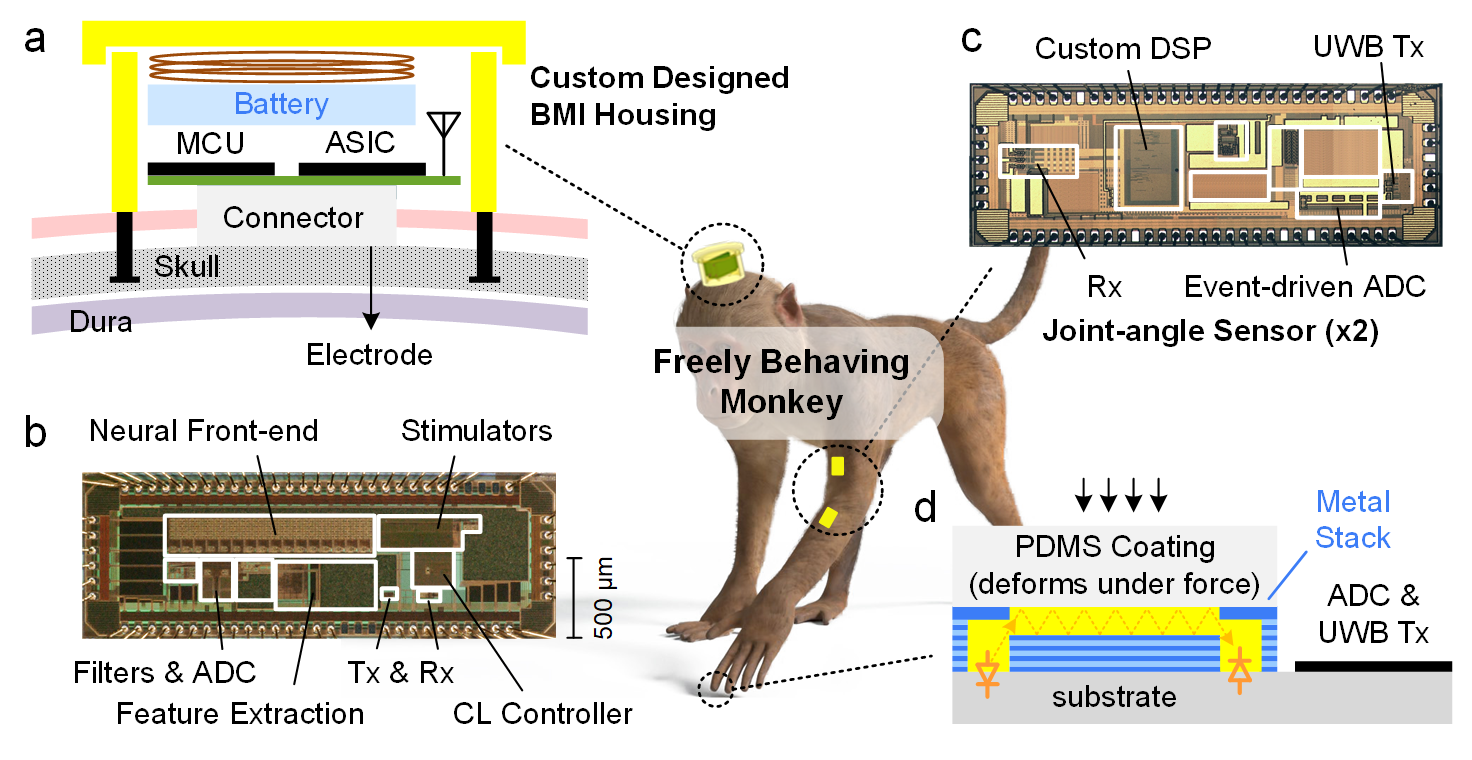 a
Battery
MCU
ASIC
Connector
Skull
Dura
Electrode
Custom Designed
BMI Housing
c
Custom DSP
UWB Tx
Rx
Event-driven ADC
Joint-angle Sensor (x2)
Freely Behaving
Monkey
b
Neural Front-end
Stimulators
500 µm
Filters & ADC
Tx & Rx
Feature Extraction
CL Controller
d
PDMS Coating
(deforms under force)
Metal
Stack
ADC &
UWB Tx
substrate